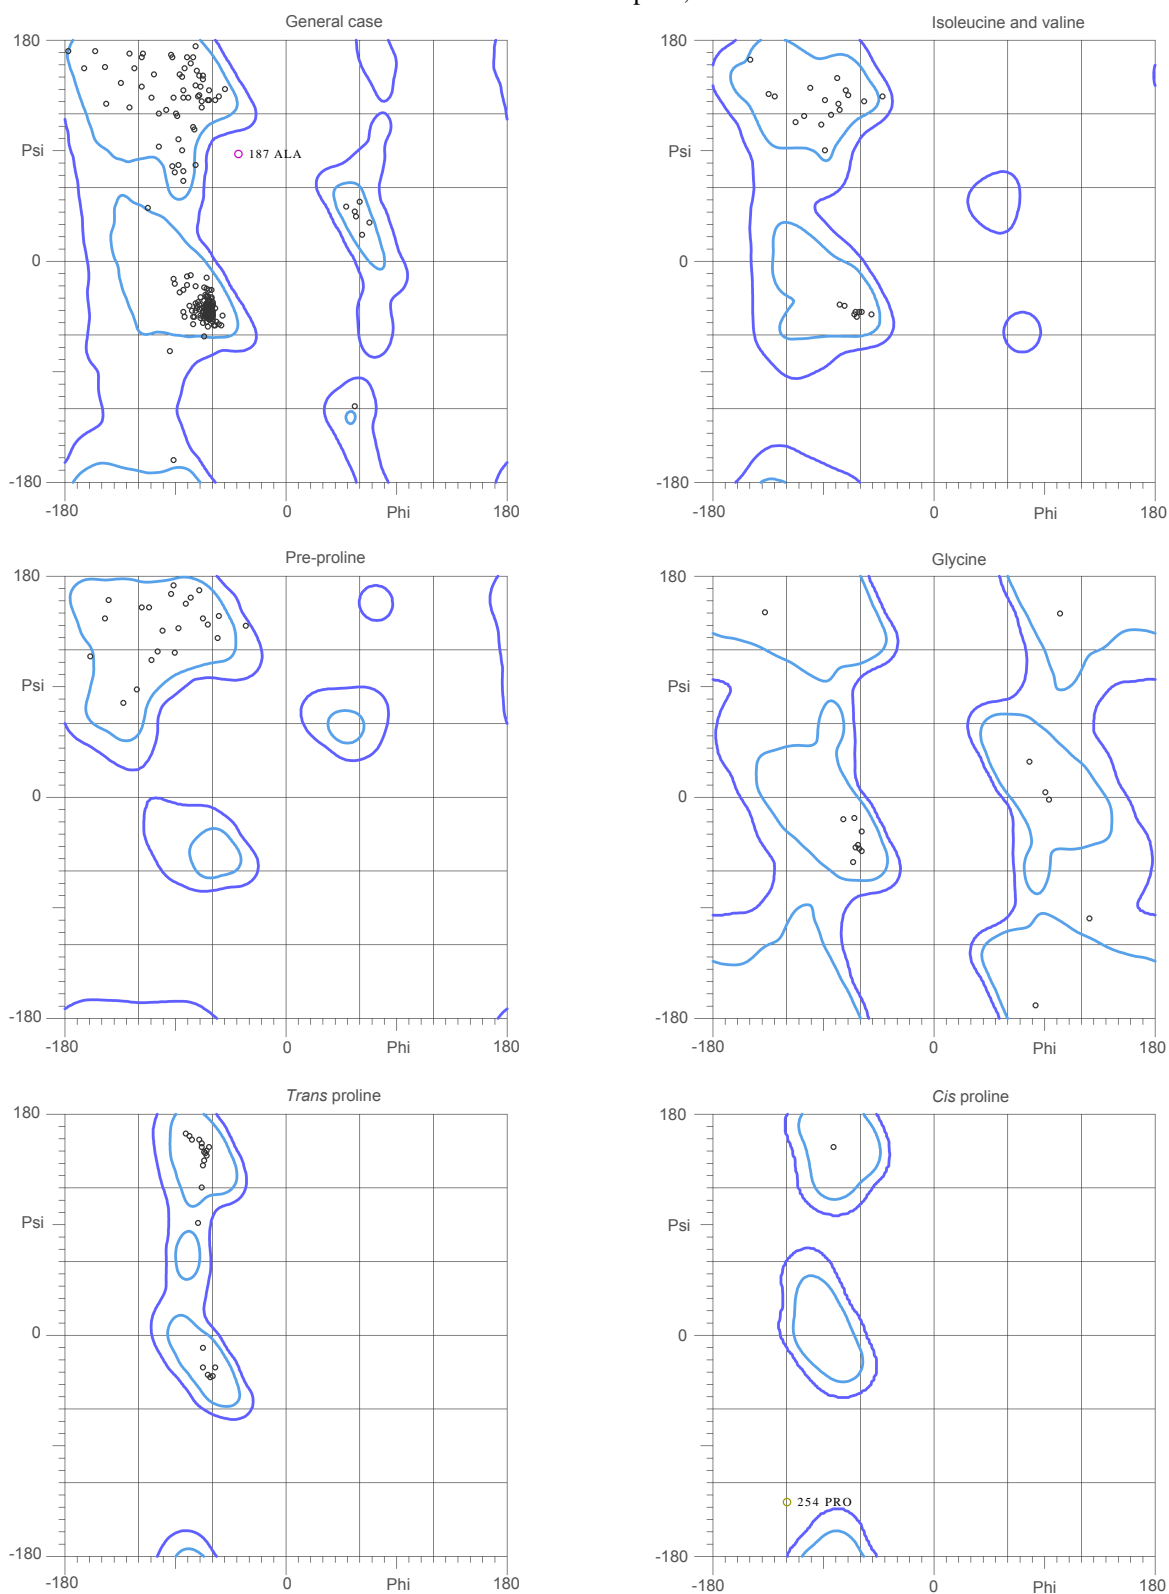 General case
180
Psi
0
-180
-180
0
Phi
180
187 ALA
Isoleucine and valine
180
Psi
0
-180
-180
0
Phi
180
Pre-proline
180
Psi
0
-180
-180
0
Phi
180
Glycine
180
Psi
0
-180
-180
0
Phi
180
Trans proline
180
Psi
0
-180
-180
0
Phi
180
Cis proline
180
Psi
0
-180
-180
0
Phi
180
254 PRO